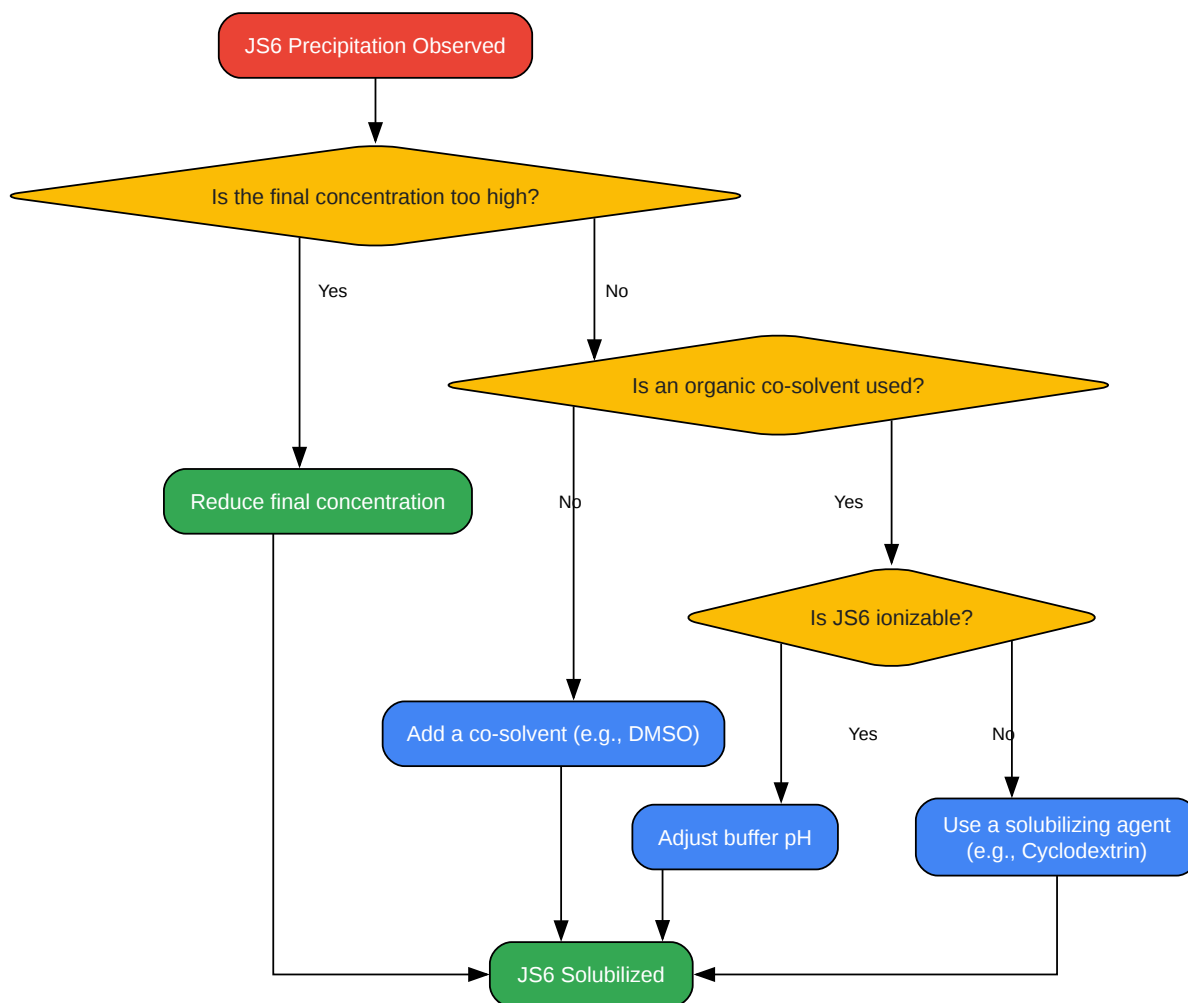 JS6 Precipitation Observed
Is the final concentration too high?
Yes
No
Is an organic co-solvent used?
Reduce final concentration
No
Yes
Is JS6 ionizable?
Add a co-solvent (e.g., DMSO)
Yes
No
Adjust buffer pH
Use a solubilizing agent
(e.g., Cyclodextrin)
JS6 Solubilized